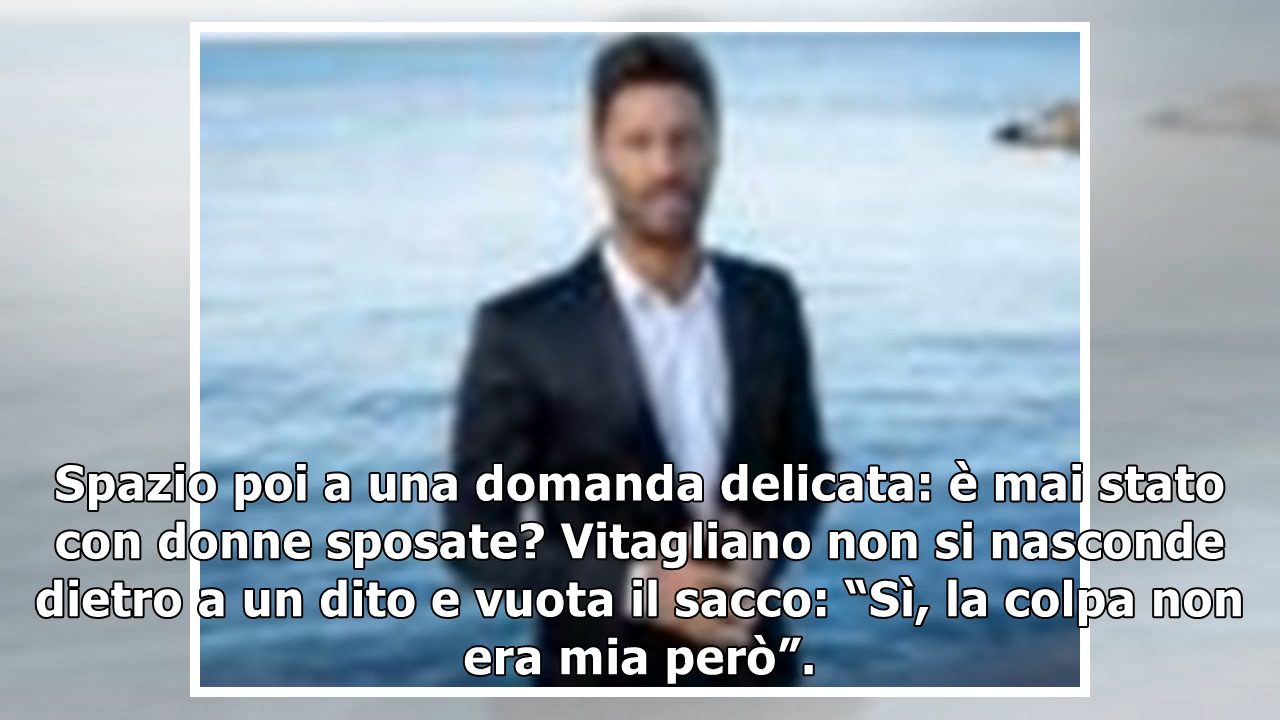 Spazio poi a una domanda delicata: è mai stato
con donne sposate? Vitagliano non si nasconde
dietro a un dito e vuota il sacco: “Sì, la colpa non
era mia però”.